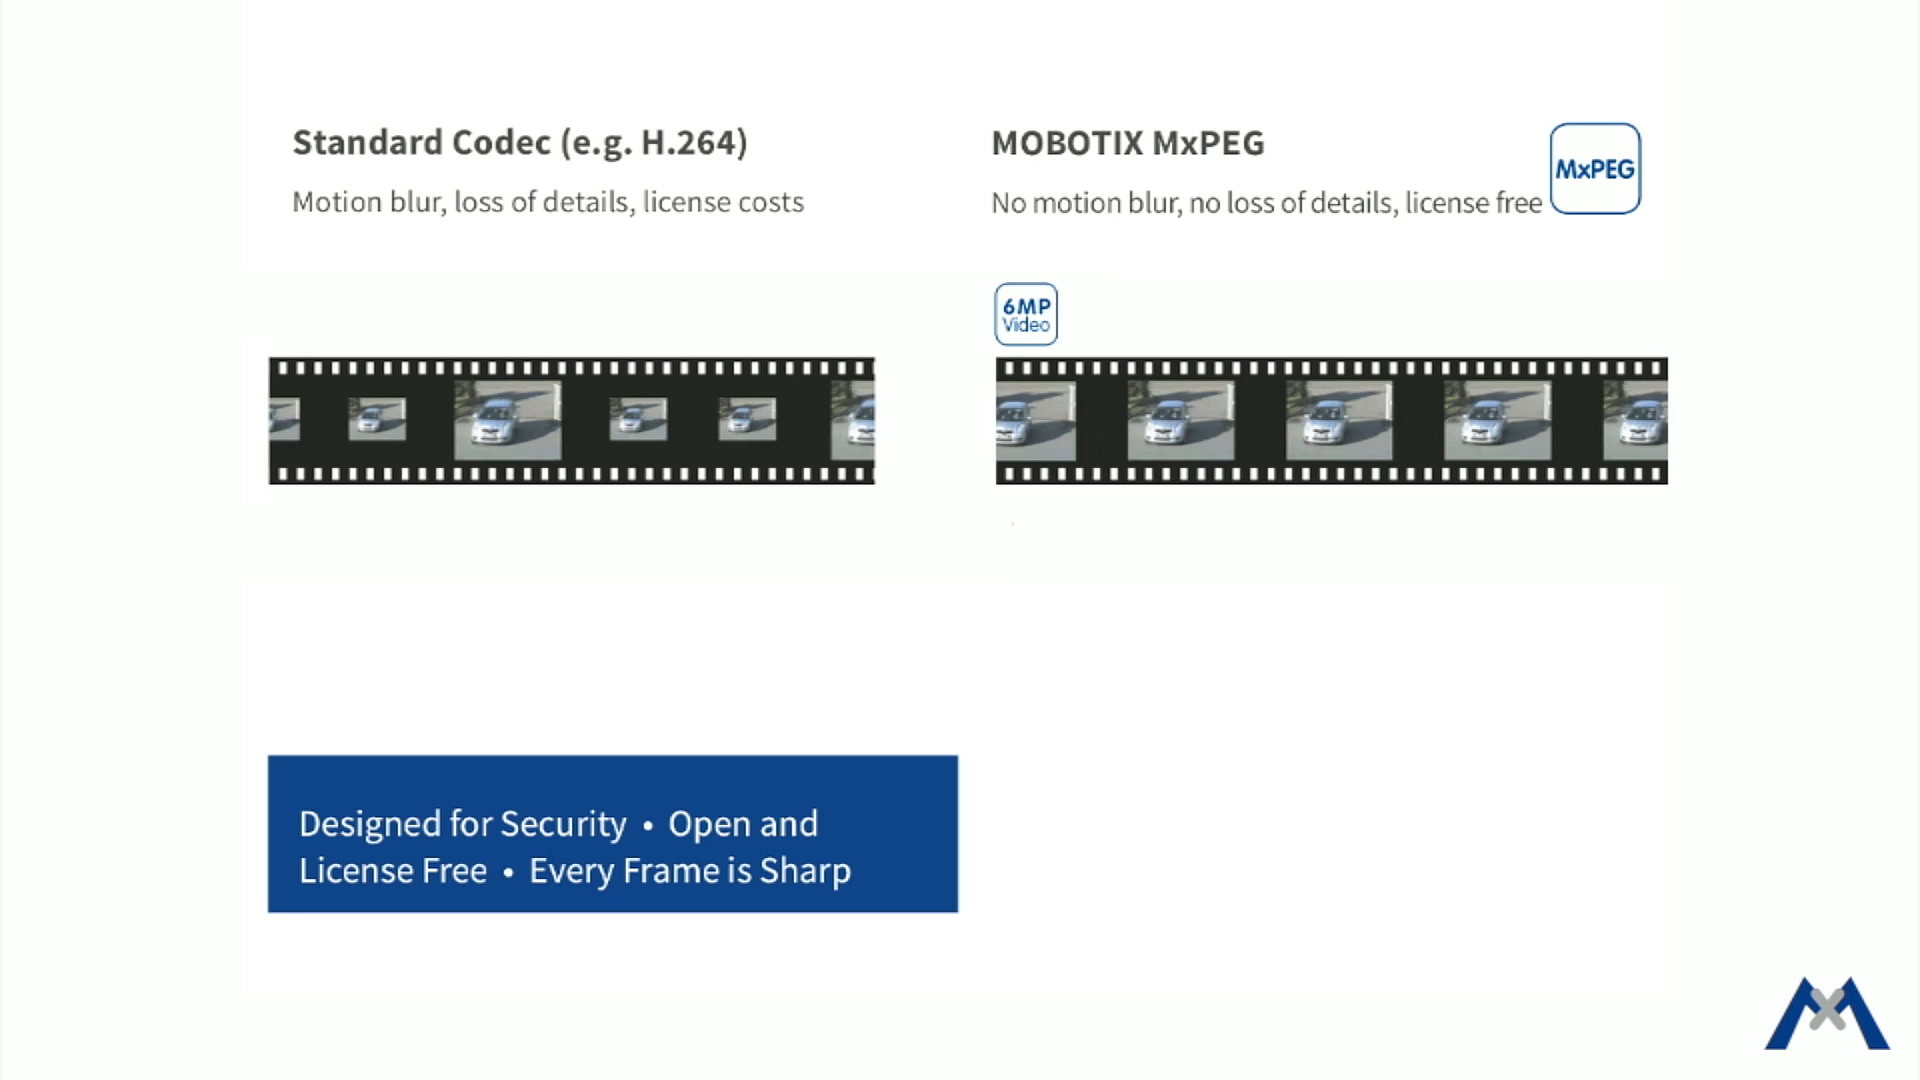 Standard Codec (e.g. H.264)
Motion blur, loss of details, license costs
MOBOTIX MxPEG
No motion blur, no loss of details, license free
MxPEG
6MP
Video
Designed for Security • Open and
License Free • Every Frame is Sharp